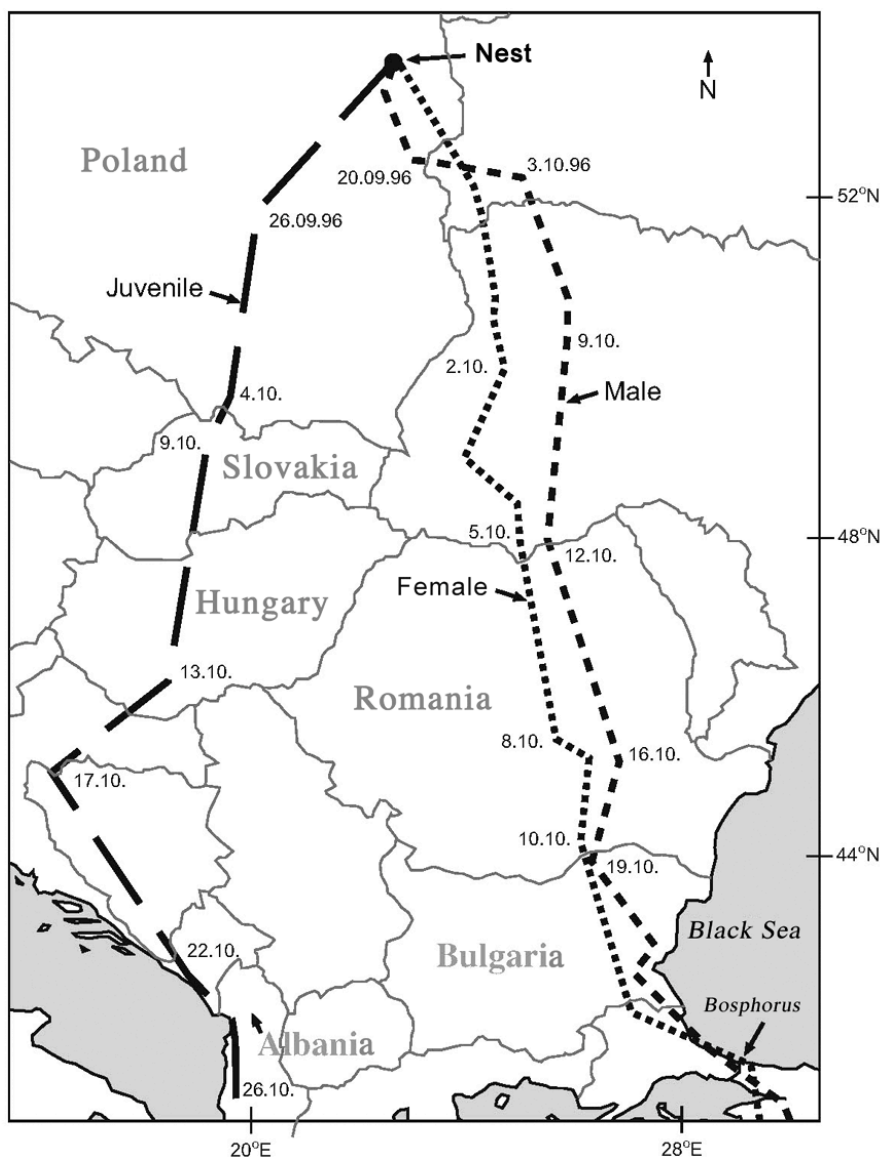 Nest
N
Poland
20.09.96
3.10.96
52°N
26.09.96
Juvenile
2.10.
9.10.
Male
4.10.
9.10.
Slovakia
5.10.
12.10.
48°N
Female
Hungary
13.10.
Romania
8.10.
16.10.
17.10.
10.10.
19.10.
44°N
22.10.
Bulgaria
Black Sea
Bosphorus
Albania
26.10.
20°E
28°E